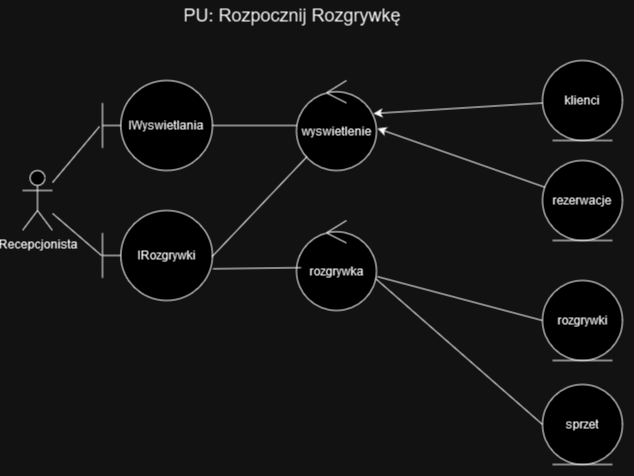 PU: Rozpocznij Rozgrywkę
IWyswietlania
wyswietlenie
klienci
rezerwacje
Recepcjonista
IRozgrywki
rozgrywka
rozgrywki
sprzet